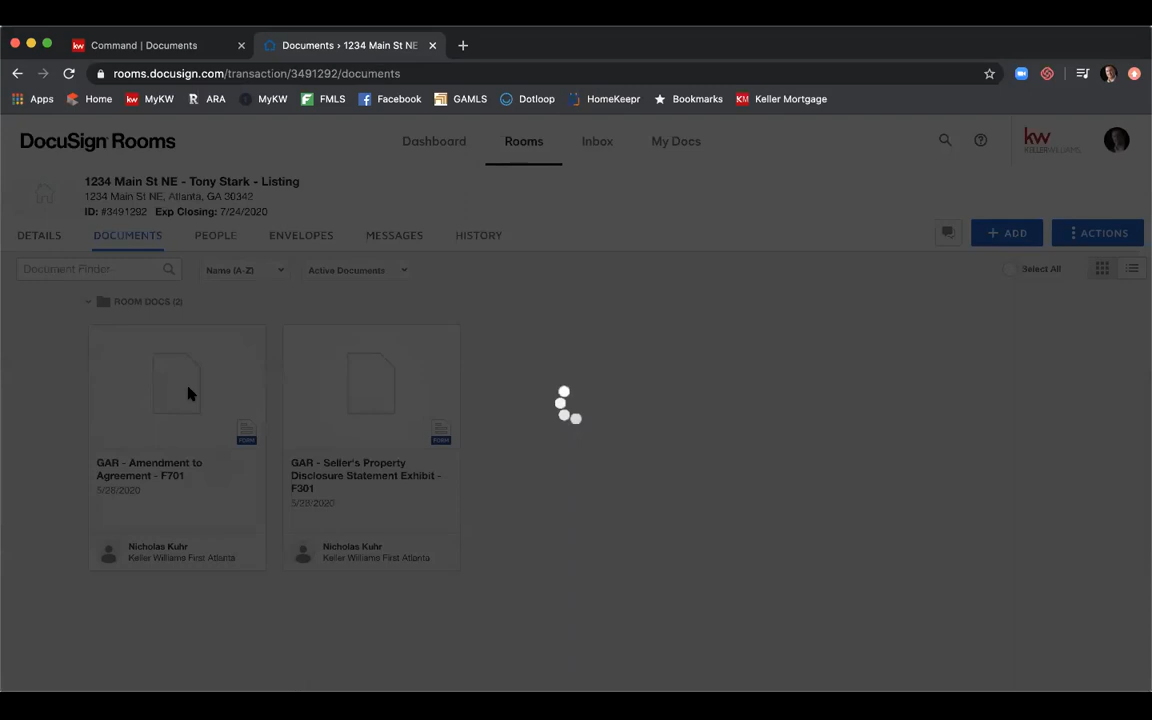 Command | Documents
Documents › 1234 Main St NE
rooms.docusign.com/transaction/3491292/documents
Apps Home MyKW ARA MyKW FMLS Facebook GAMLS Dotloop HomeKeepr Bookmarks Keller Mortgage
DocuSign Rooms Dashboard Rooms Inbox My Docs
kw
KELLERWILLIAMS.
1234 Main St NE - Tony Stark - Listing
1234 Main St NE, Atlanta, GA 30342
ID: #3491292 Exp Closing: 7/24/2020
DETAILS DOCUMENTS PEOPLE ENVELOPES MESSAGES HISTORY + ADD ACTIONS
Document Finder Name (A-Z) Active Documents Select All
ROOM DOCS (2)
FORM
FORM
GAR - Amendment to
Agreement - F701
5/28/2020
Nicholas Kuhr
Keller Williams First Atlanta
GAR - Seller's Property
Disclosure Statement Exhibit -
F301
5/28/2020
Nicholas Kuhr
Keller Williams First Atlanta